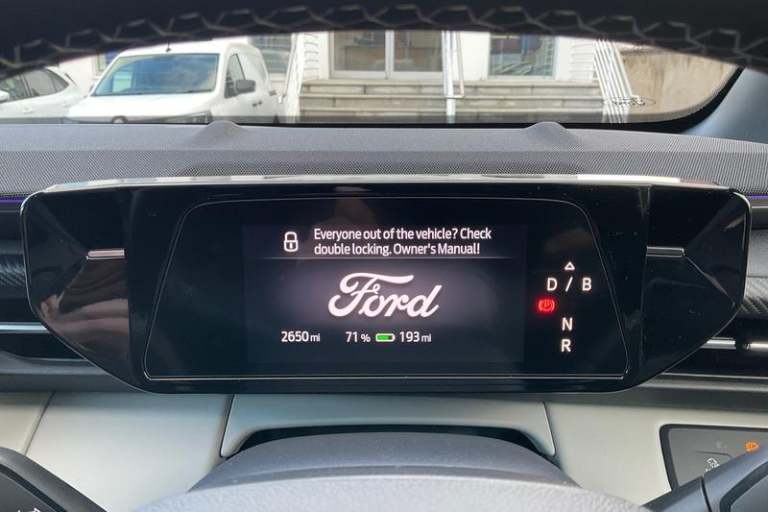 Everyone out of the vehicle? Check
double locking. Owner's Manual!
Ford
2650 mi 71 % 193 mi
D / B
P
N
R